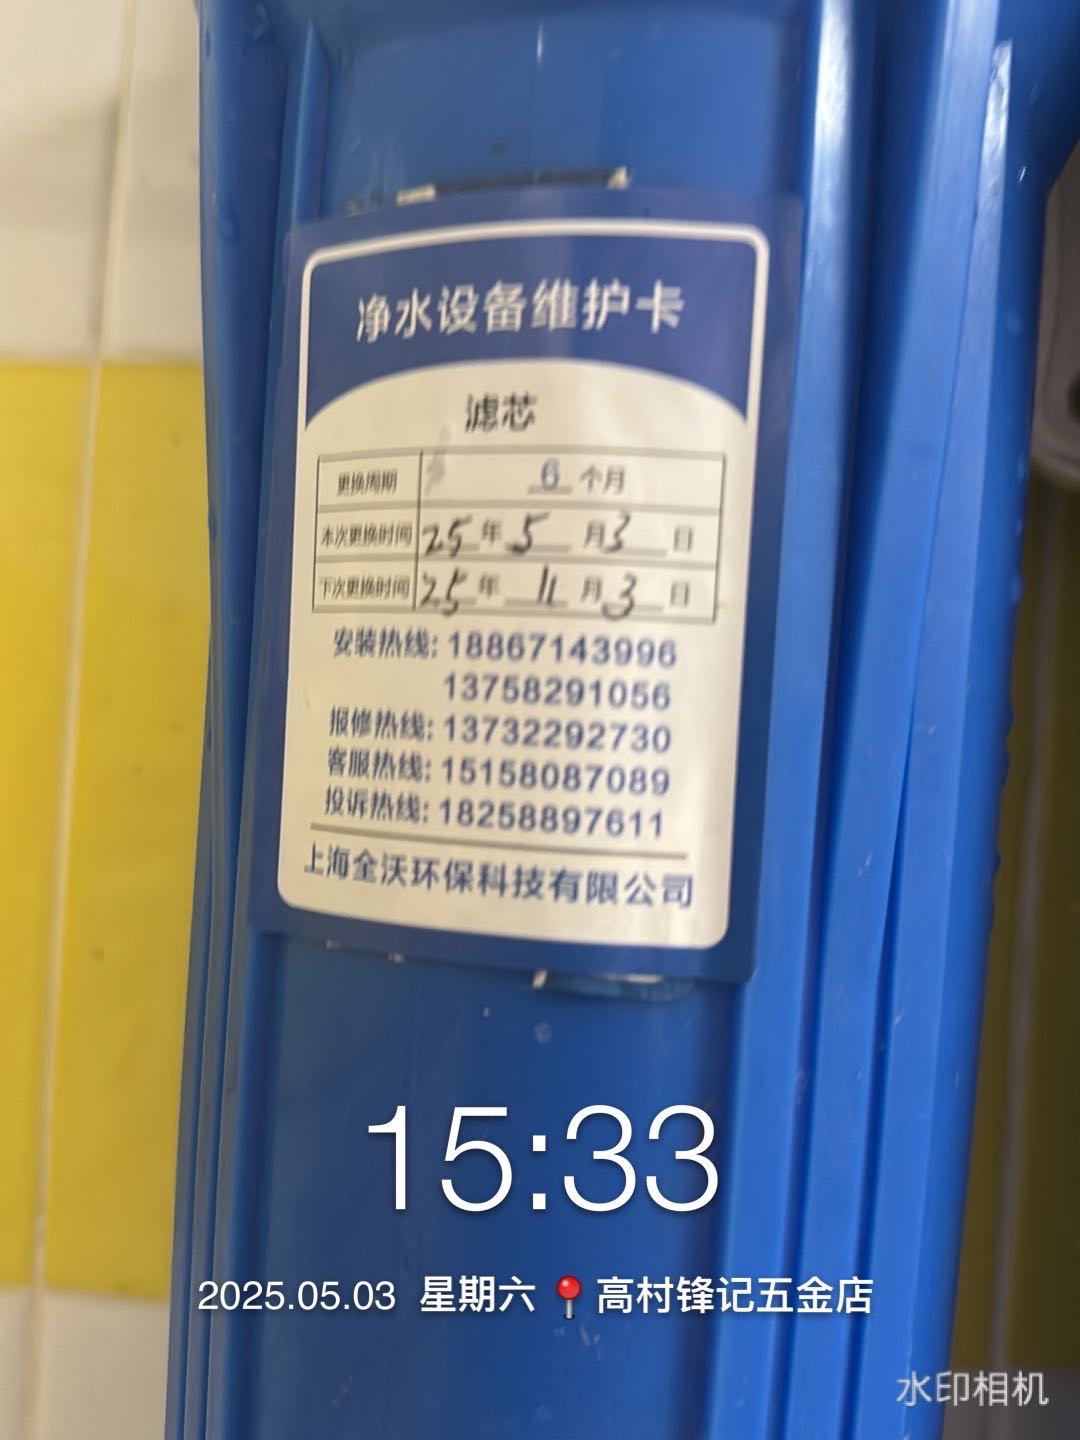 净水设备维护卡
滤芯
更换周期 6 个月
本次更换时间 25 年 5 月 3 日
下次更换时间 25 年 11 月 3 日
安装热线: 18867143996
13758291056
报修热线: 13732292730
客服热线: 15158087089
投诉热线: 18258897611
上海全沃环保科技有限公司
15:33
2025.05.03 星期六 📍高村锋记五金店
水印相机